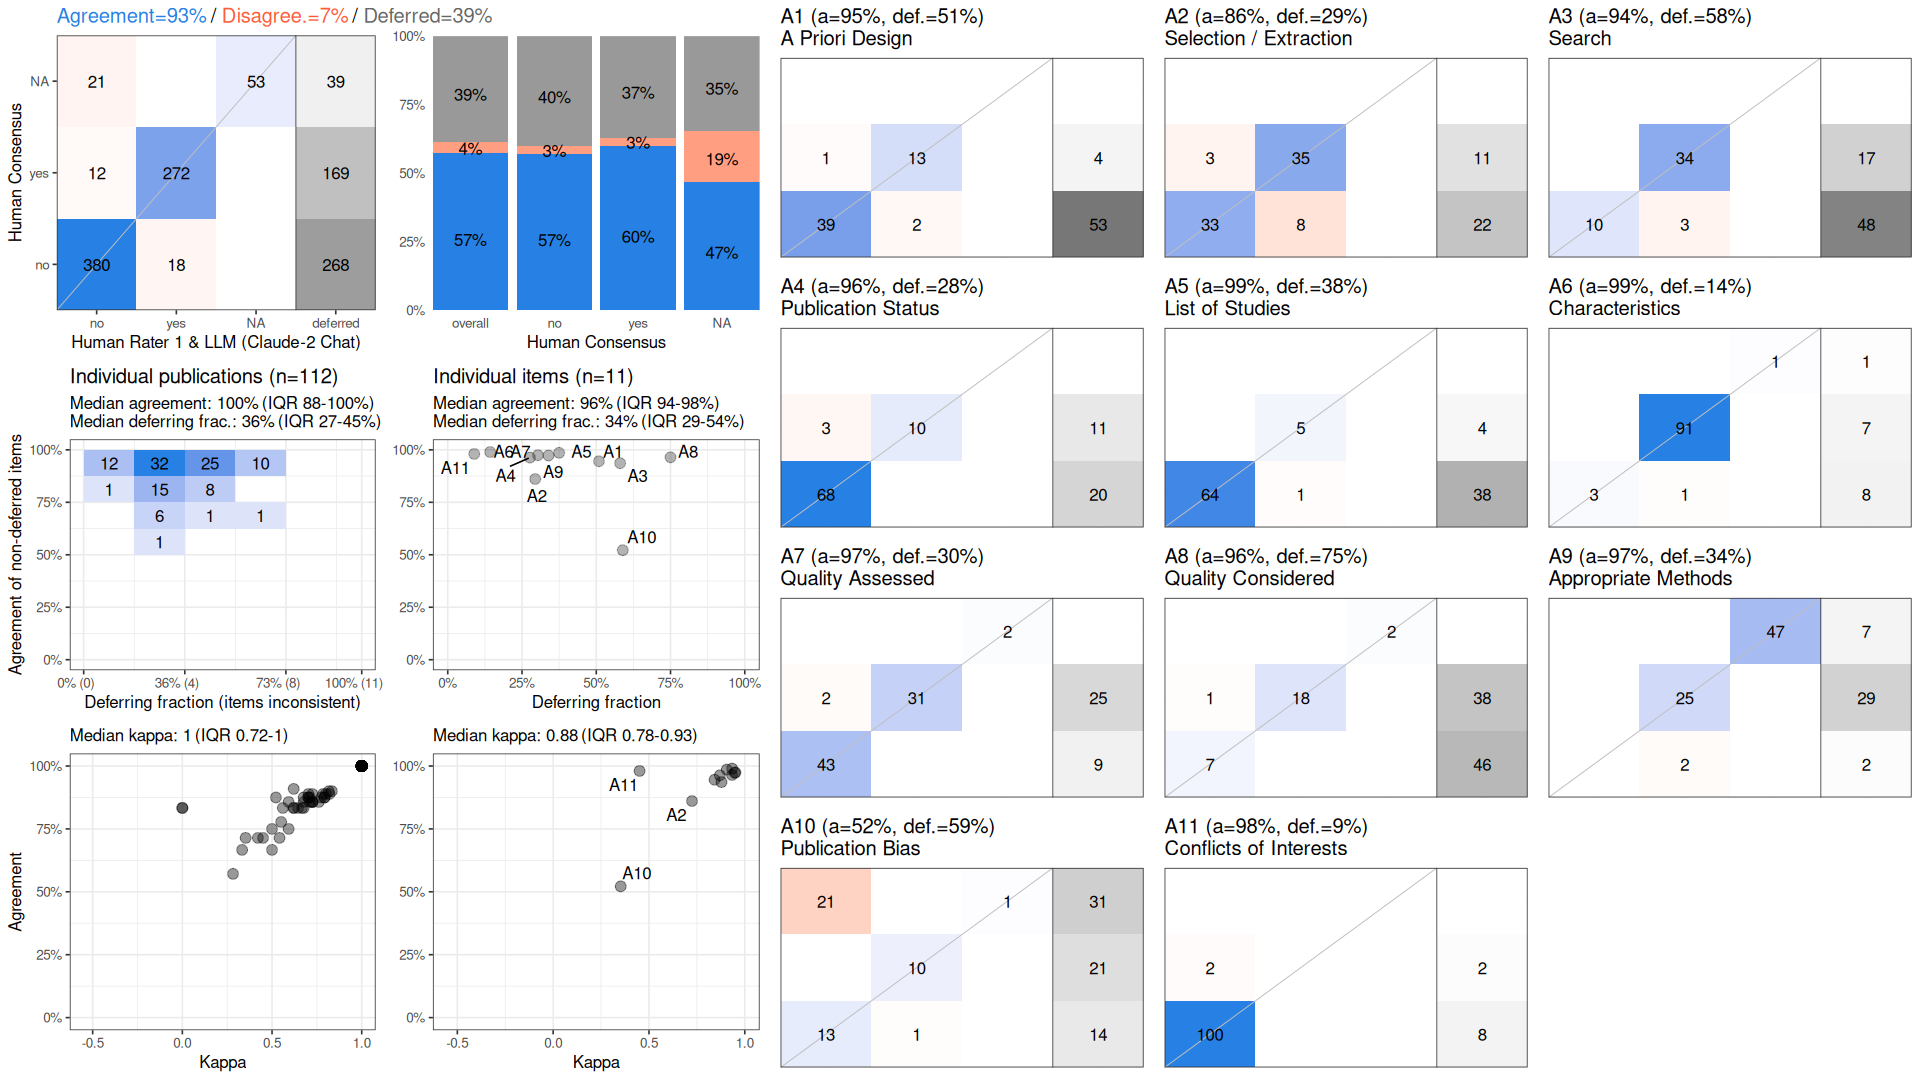 Agreement=93% / Disagree.=7% / Deferred=39%
Human Consensus
NA
yes
no
21
53
39
12
272
169
380
18
268
no
yes
NA
deferred
Human Rater 1 & LLM (Claude-2 Chat)
100%
75%
50%
25%
0%
39%
40%
37%
35%
4%
3%
3%
19%
57%
57%
60%
47%
overall
no
yes
NA
Human Consensus
Individual publications (n=112)
Median agreement: 100% (IQR 88-100%)
Median deferring frac.: 36% (IQR 27-45%)
Agreement of non-deferred items
100%
75%
50%
25%
0%
12
32
25
10
1
15
8
6
1
1
1
0% (0)
36% (4)
73% (8)
100% (11)
Deferring fraction (items inconsistent)
Individual items (n=11)
Median agreement: 96% (IQR 94-98%)
Median deferring frac.: 34% (IQR 29-54%)
100%
75%
50%
25%
0%
A11
A6
A7
A4
A9
A2
A5
A1
A3
A8
A10
0%
25%
50%
75%
100%
Deferring fraction
Median kappa: 1 (IQR 0.72-1)
Agreement
100%
75%
50%
25%
0%
-0.5
0.0
0.5
1.0
Kappa
Median kappa: 0.88 (IQR 0.78-0.93)
100%
75%
50%
25%
0%
A11
A2
A10
-0.5
0.0
0.5
1.0
Kappa
A1 (a=95%, def.=51%)
A Priori Design
1
13
4
39
2
53
A2 (a=86%, def.=29%)
Selection / Extraction
3
35
11
33
8
22
A3 (a=94%, def.=58%)
Search
34
17
10
3
48
A4 (a=96%, def.=28%)
Publication Status
3
10
11
68
20
A5 (a=99%, def.=38%)
List of Studies
5
4
64
1
38
A6 (a=99%, def.=14%)
Characteristics
1
1
91
7
3
1
8
A7 (a=97%, def.=30%)
Quality Assessed
2
2
31
25
43
9
A8 (a=96%, def.=75%)
Quality Considered
2
1
18
38
7
46
A9 (a=97%, def.=34%)
Appropriate Methods
47
7
25
29
2
2
A10 (a=52%, def.=59%)
Publication Bias
21
1
31
10
21
13
1
14
A11 (a=98%, def.=9%)
Conflicts of Interests
2
2
100
8